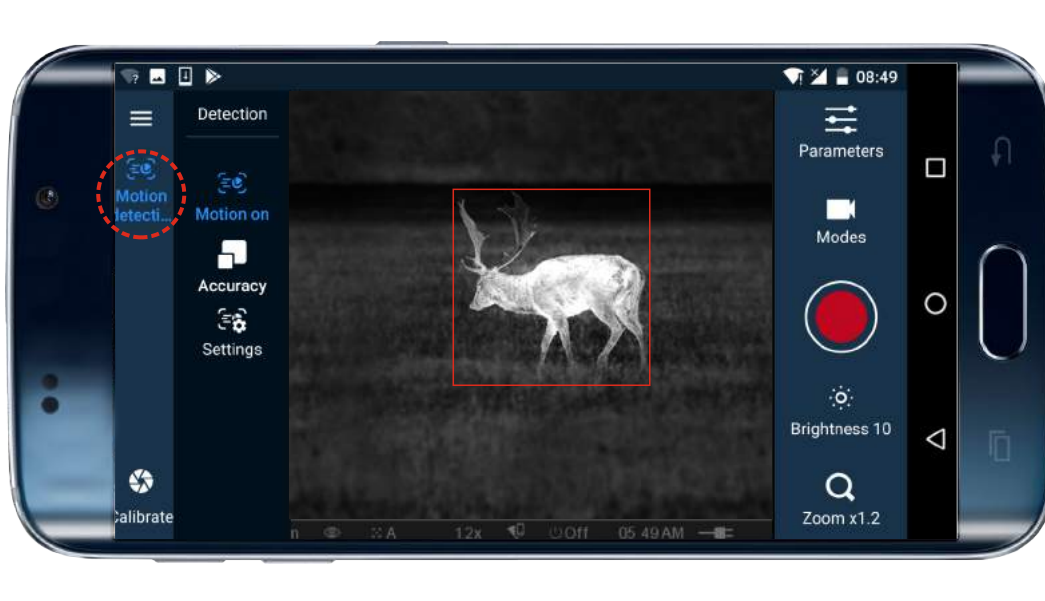 08:49
Detection
Motion
detecti...
Motion on
Accuracy
Settings
Calibrate
Parameters
Modes
Brightness 10
Zoom x1.2
n
A
12x
Off
05 49 AM